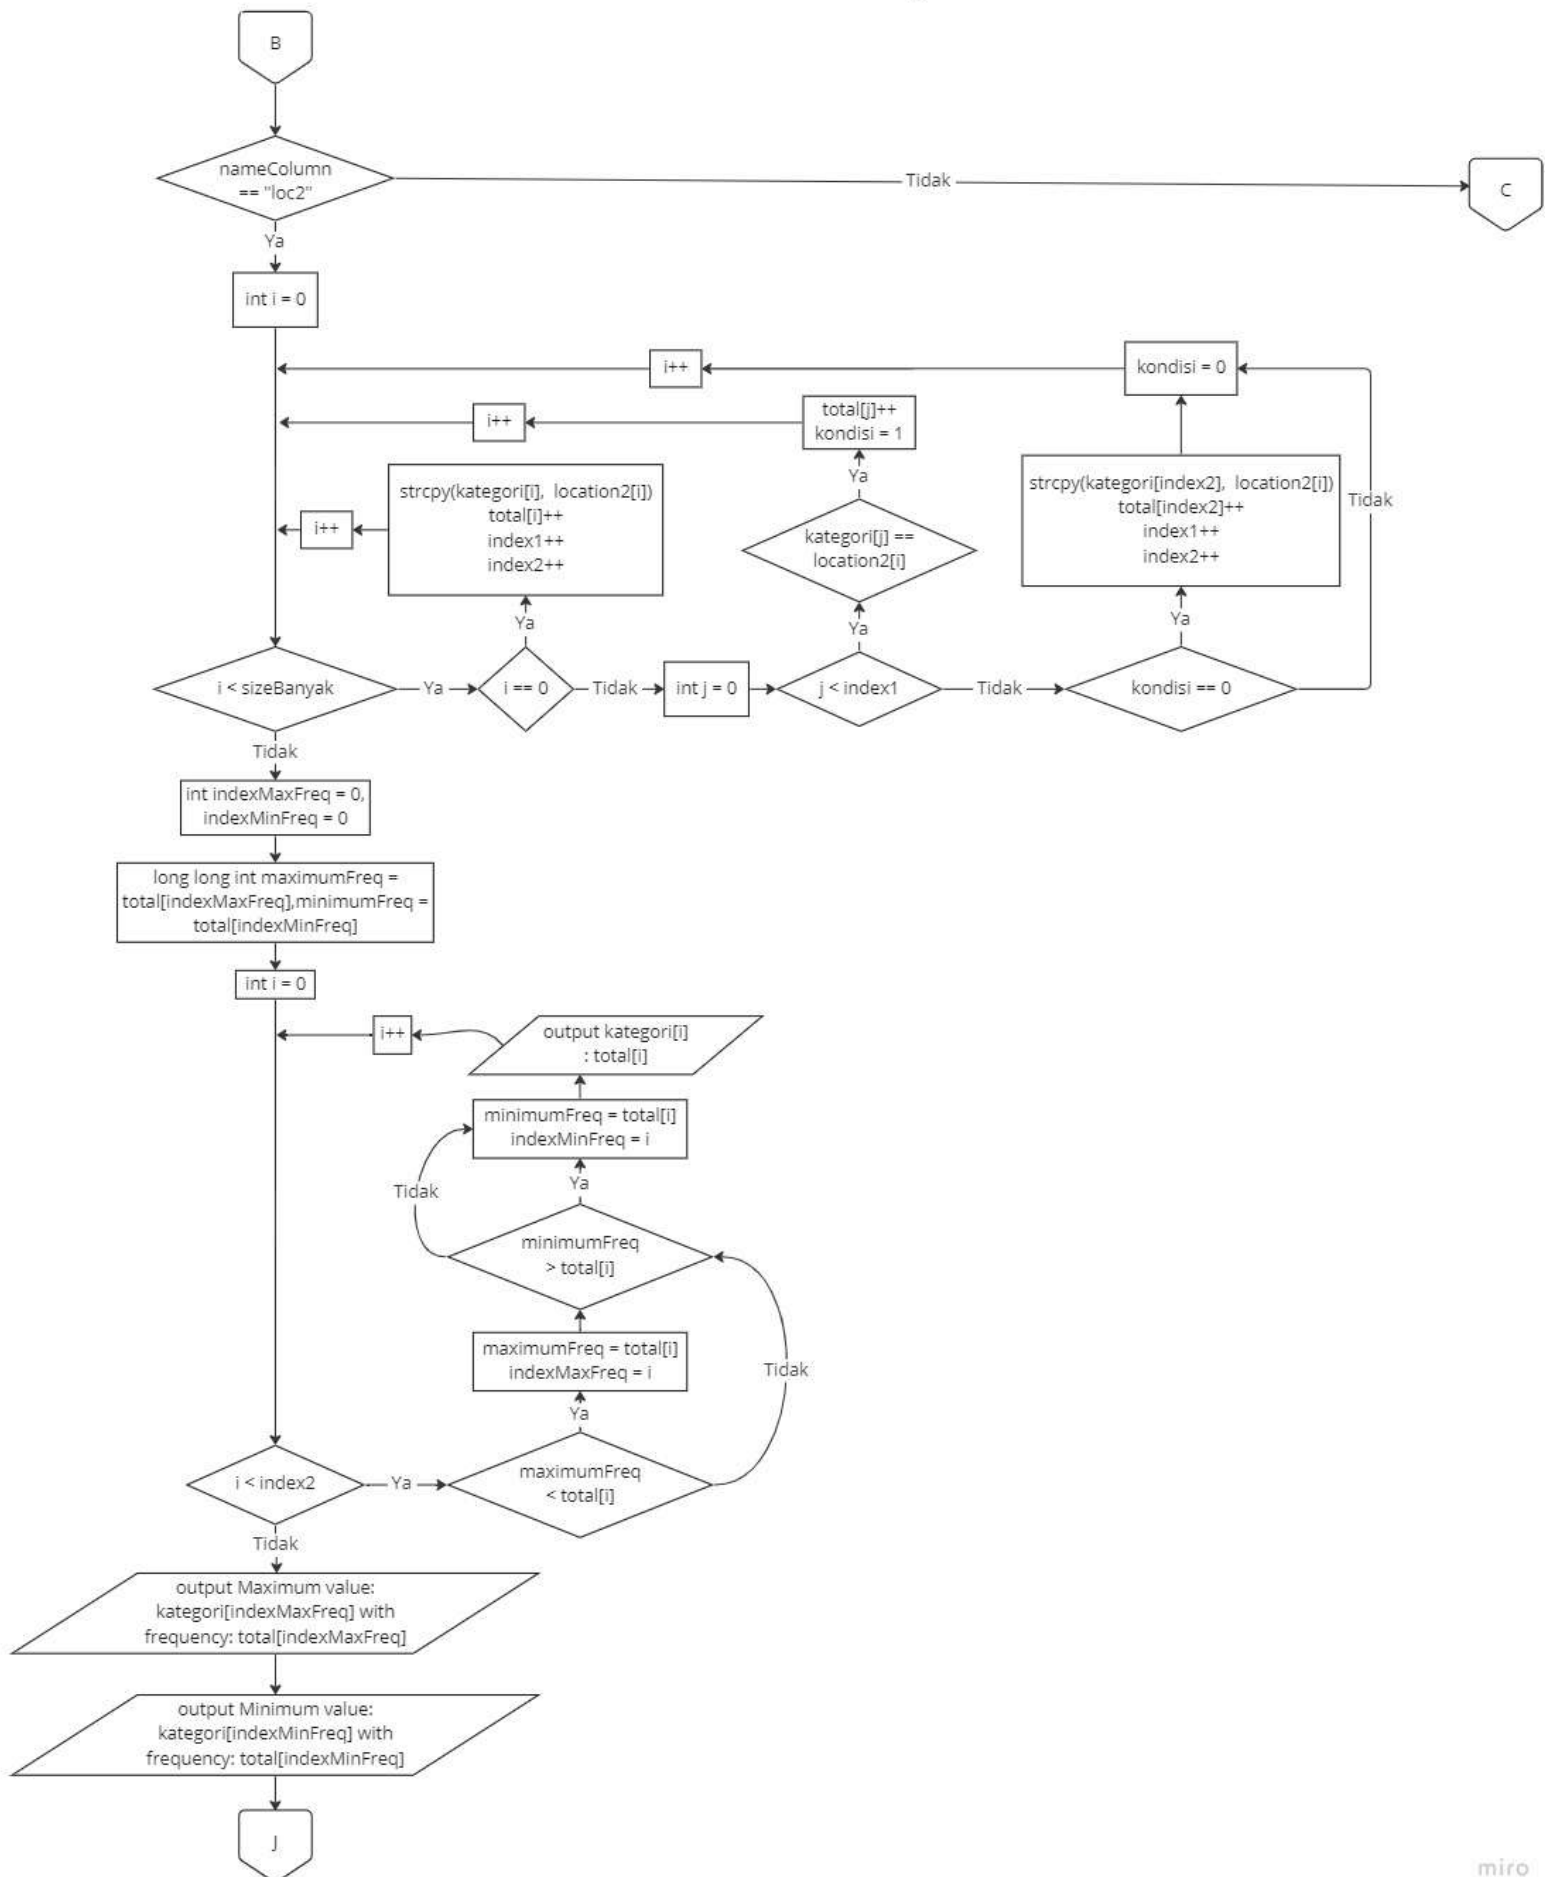 B
nameColumn
== "loc2"
Tidak
C
Ya
int i = 0
i++
kondisi = 0
i++
total[j]++
kondisi = 1
Ya
strcpy(kategori[i],  location2[i])
total[i]++
index1++
index2++
i++
strcpy(kategori[index2],  location2[i])
total[index2]++
index1++
index2++
Tidak
kategori[j] ==
location2[i]
Ya
Ya
Ya
i < sizeBanyak
Ya
i == 0
Tidak
int j = 0
j < index1
Tidak
kondisi == 0
Tidak
int indexMaxFreq = 0,
indexMinFreq = 0
long long int maximumFreq =
total[indexMaxFreq],minimumFreq =
total[indexMinFreq]
int i = 0
i++
output kategori[i]
: total[i]
minimumFreq = total[i]
indexMinFreq = i
Tidak
Ya
minimumFreq
> total[i]
maximumFreq = total[i]
indexMaxFreq = i
Tidak
Ya
i < index2
Ya
maximumFreq
< total[i]
Tidak
output Maximum value:
kategori[indexMaxFreq] with
frequency: total[indexMaxFreq]
output Minimum value:
kategori[indexMinFreq] with
frequency: total[indexMinFreq]
J
miro